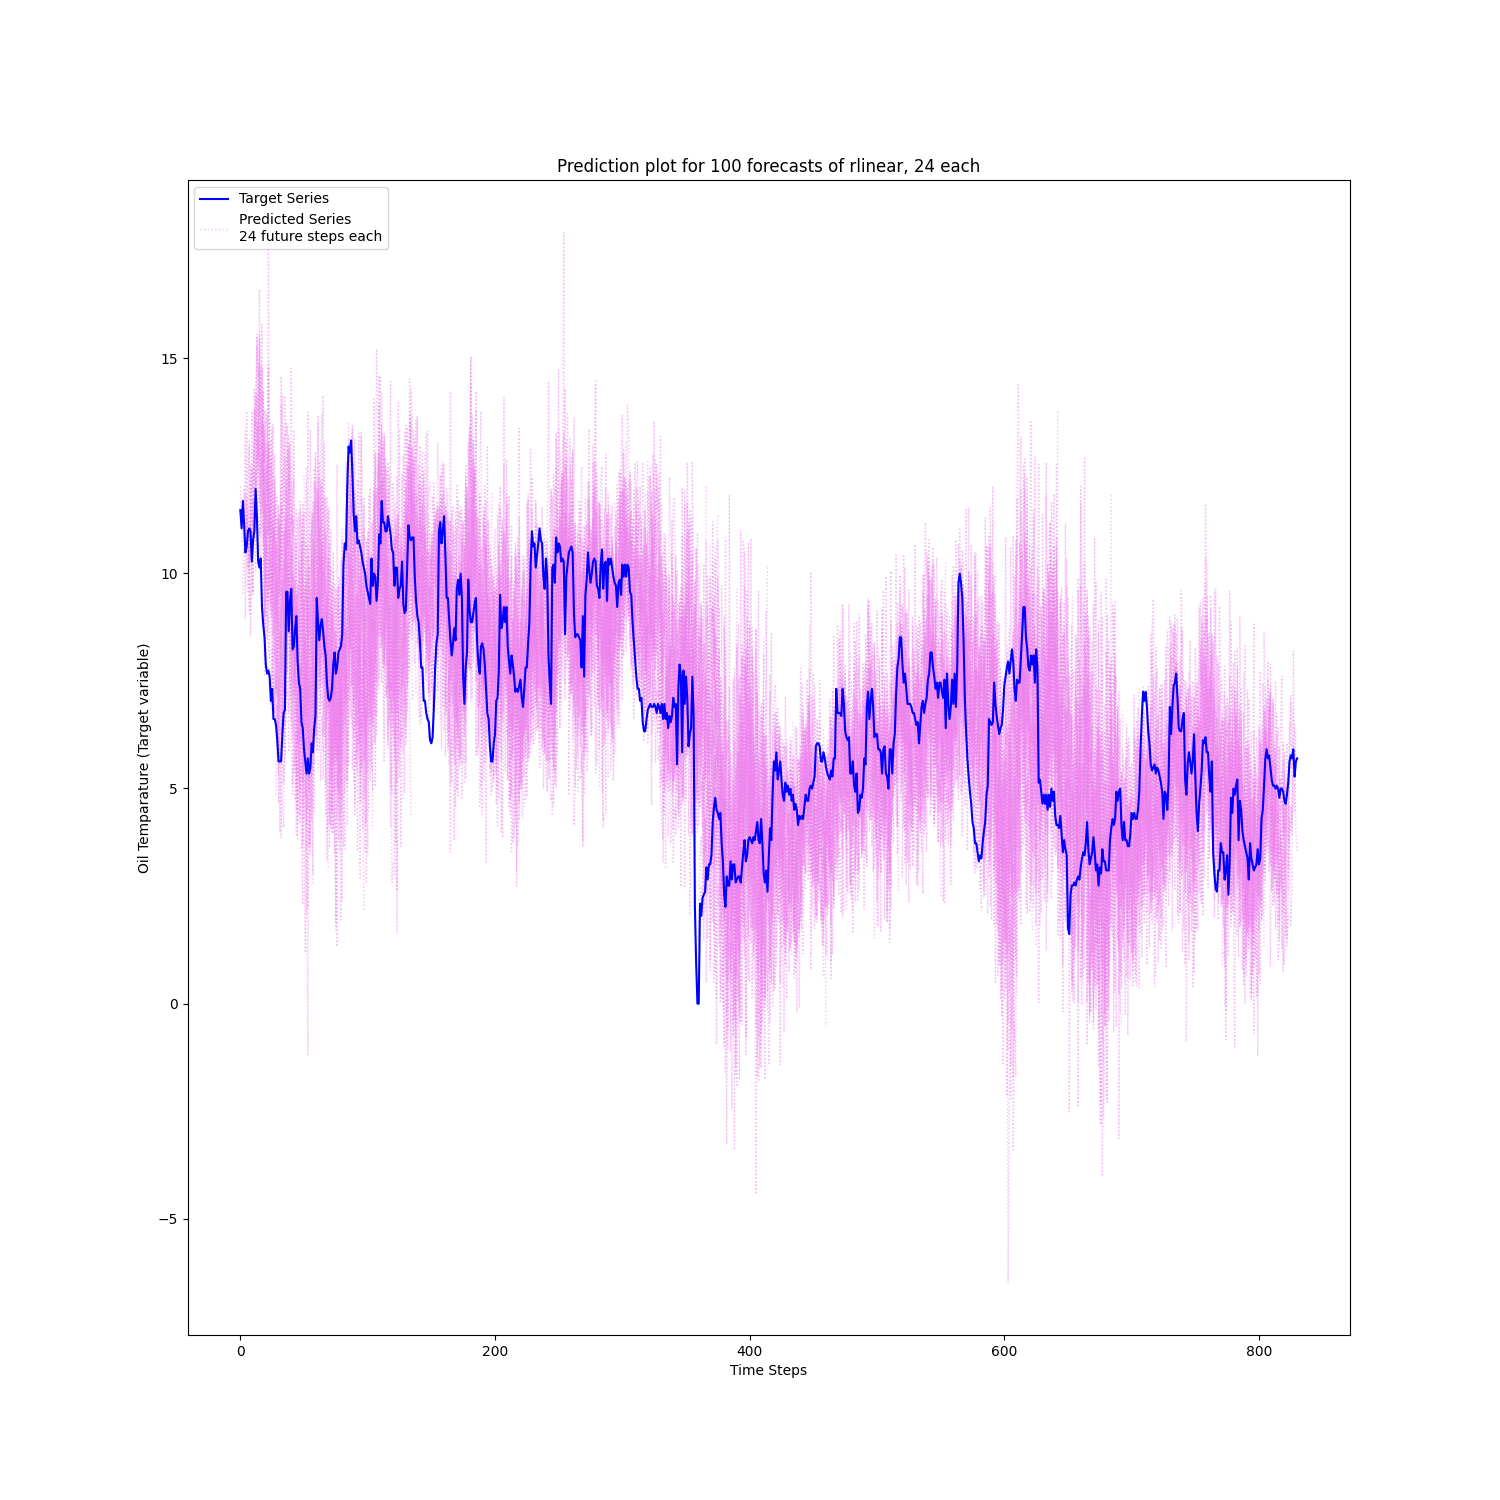 Prediction plot for 100 forecasts of rlinear, 24 each
Target Series
Predicted Series
24 future steps each
15
10
5
0
−5
Oil Temparature (Target variable)
0 200 400 600 800
Time Steps